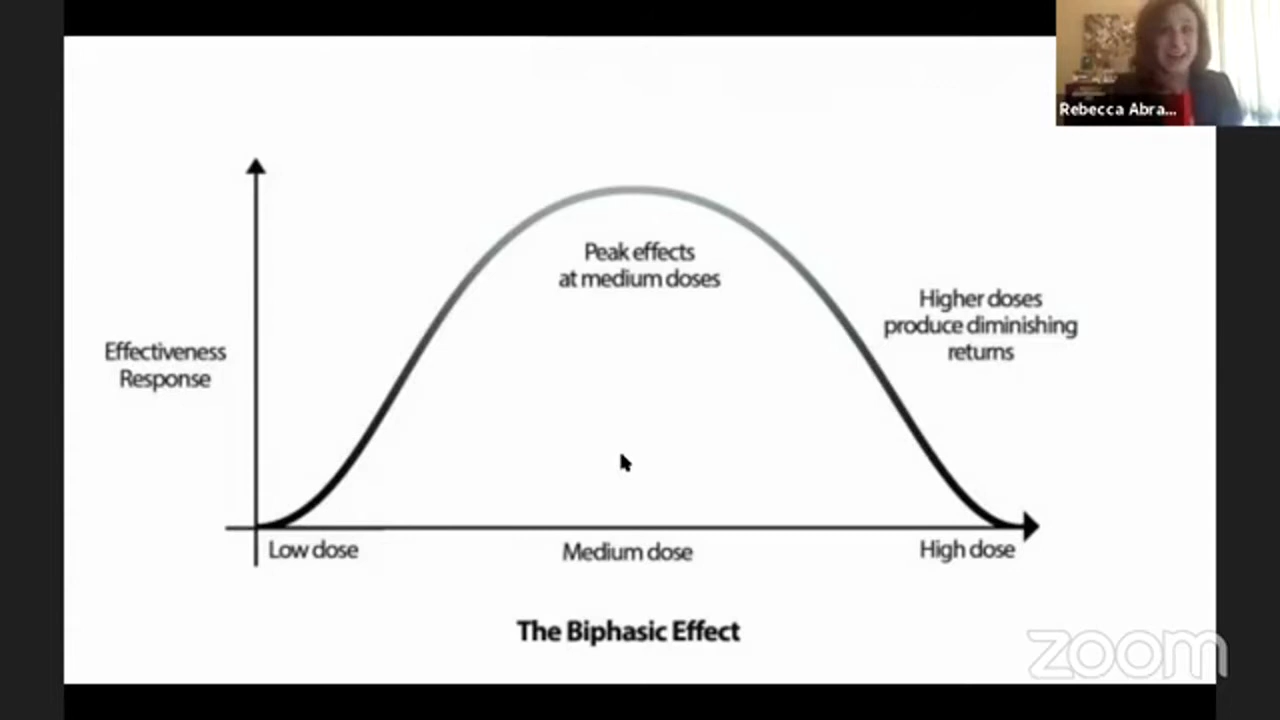 Rebecca Abra...
Peak effects
at medium doses
Higher doses
produce diminishing
returns
Effectiveness
Response
Low dose
Medium dose
High dose
The Biphasic Effect
zoom